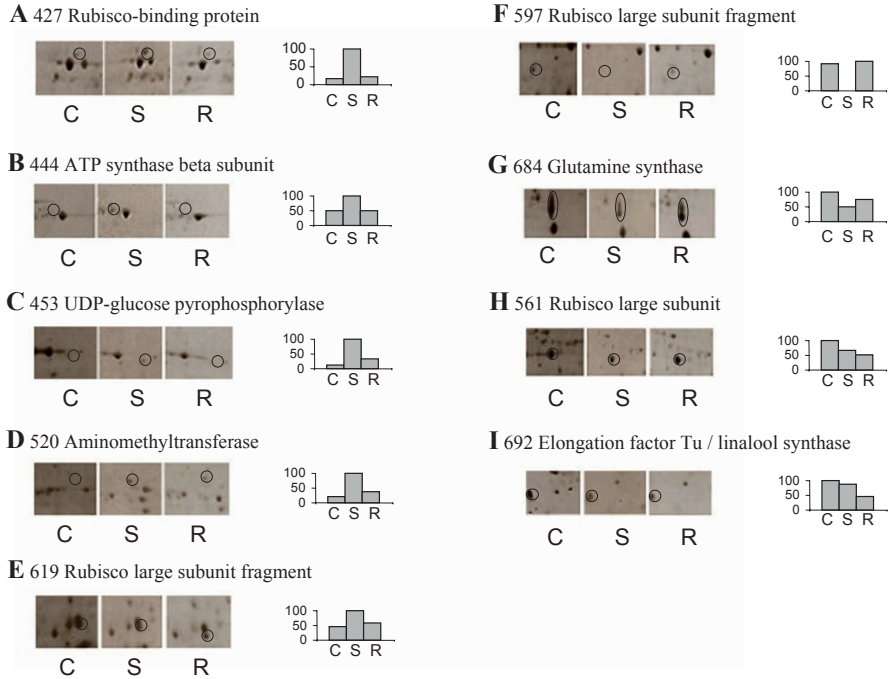 A 427 Rubisco-binding protein
100
50
0
C S R
C S R
B 444 ATP synthase beta subunit
100
50
0
C S R
C S R
C 453 UDP-glucose pyrophosphorylase
100
50
0
C S R
C S R
D 520 Aminomethyltransferase
100
50
0
C S R
C S R
E 619 Rubisco large subunit fragment
100
50
0
C S R
C S R
F 597 Rubisco large subunit fragment
100
50
0
C S R
C S R
G 684 Glutamine synthase
100
50
0
C S R
C S R
H 561 Rubisco large subunit
100
50
0
C S R
C S R
I 692 Elongation factor Tu / linalool synthase
100
50
0
C S R
C S R